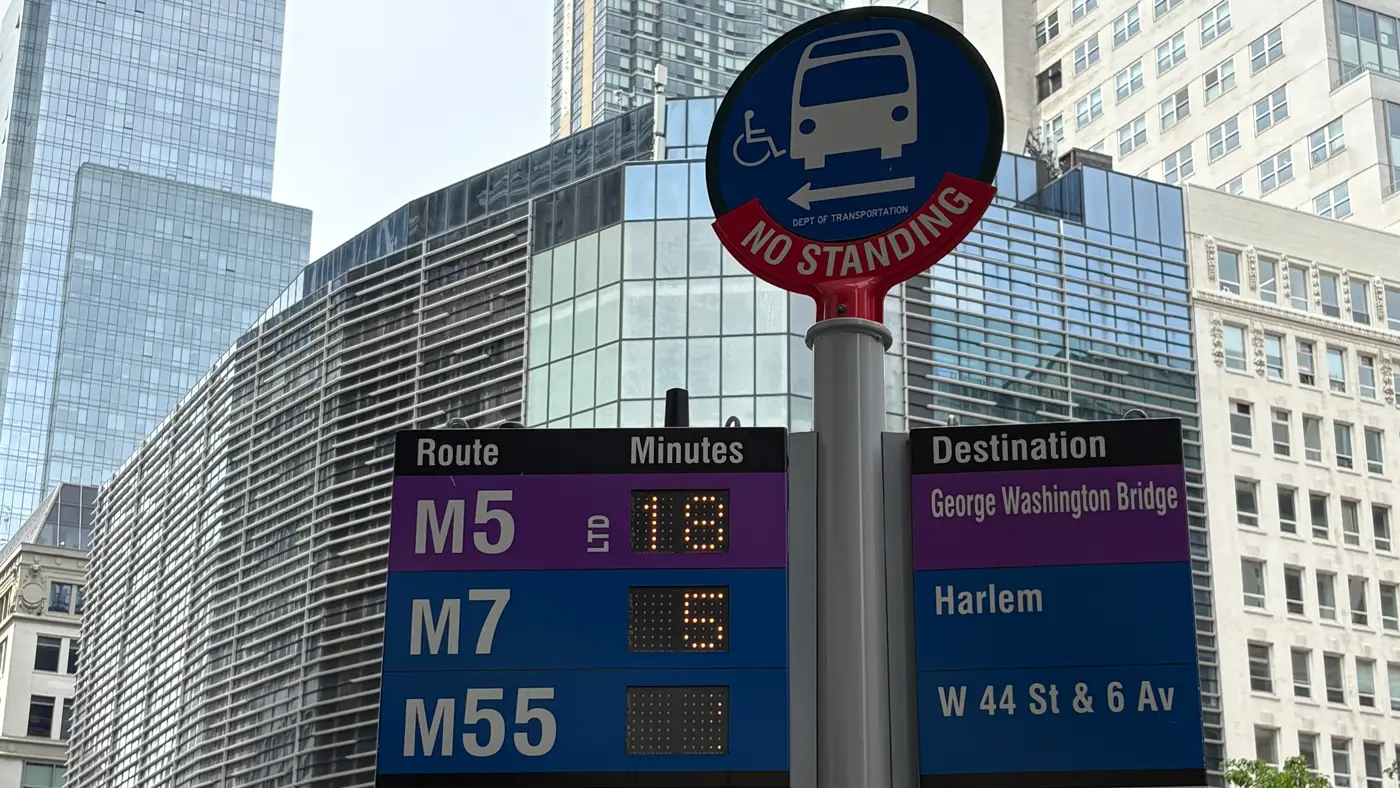 DEPT OF TRANSPORTATION
NO STANDING
Route Minutes Destination
M5 LTD 18 George Washington Bridge
M7 5 Harlem
M55 W 44 St & 6 Av